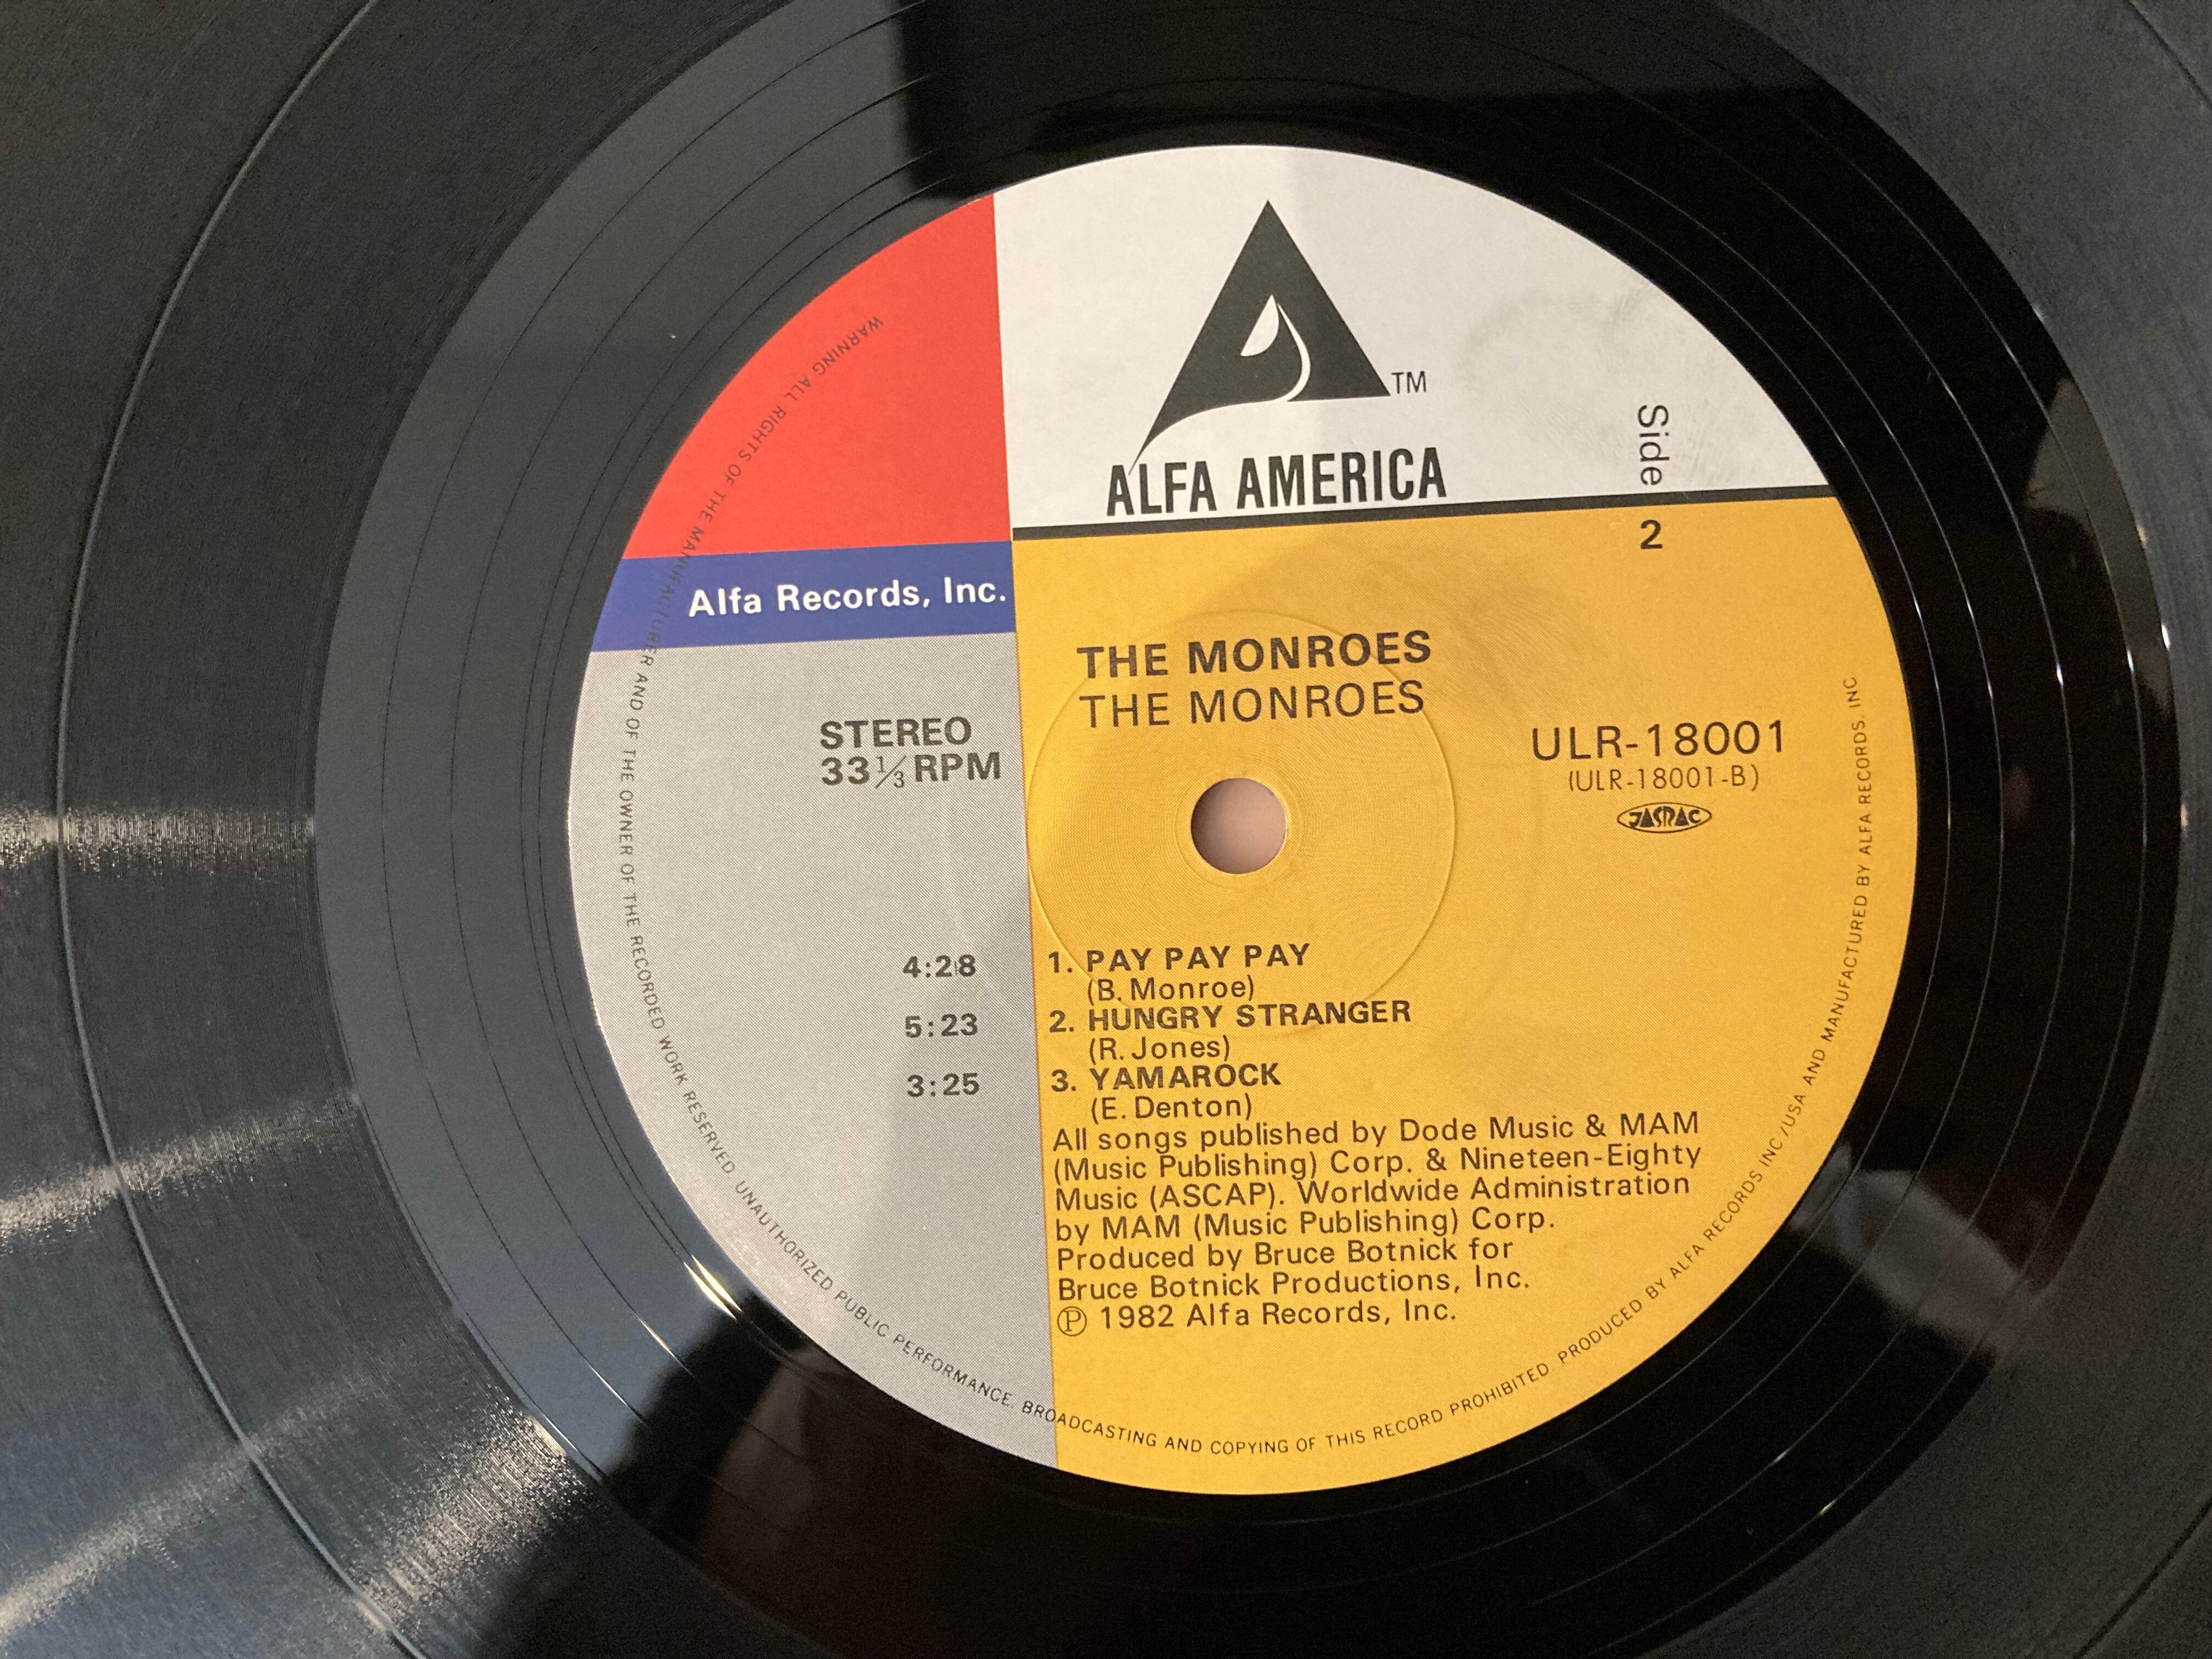 ALFA AMERICA TM
Side 2
Alfa Records, Inc.
THE MONROES
THE MONROES
STEREO
33⅓ RPM
ULR-18001
(ULR-18001-B)
JASRAC
4:28 1. PAY PAY PAY
(B. Monroe)
5:23 2. HUNGRY STRANGER
(R. Jones)
3:25 3. YAMAROCK
(E. Denton)
All songs published by Dode Music & MAM
(Music Publishing) Corp. & Nineteen-Eighty
Music (ASCAP). Worldwide Administration
by MAM (Music Publishing) Corp.
Produced by Bruce Botnick for
Bruce Botnick Productions, Inc.
℗ 1982 Alfa Records, Inc.
WARNING ALL RIGHTS OF THE MANUFACTURER AND OF THE OWNER OF THE RECORDED WORK RESERVED. UNAUTHORIZED PUBLIC PERFORMANCE. BROADCASTING AND COPYING OF THIS RECORD PROHIBITED. PRODUCED BY ALFA RECORDS INC/USA AND MANUFACTURED BY ALFA RECORDS. INC